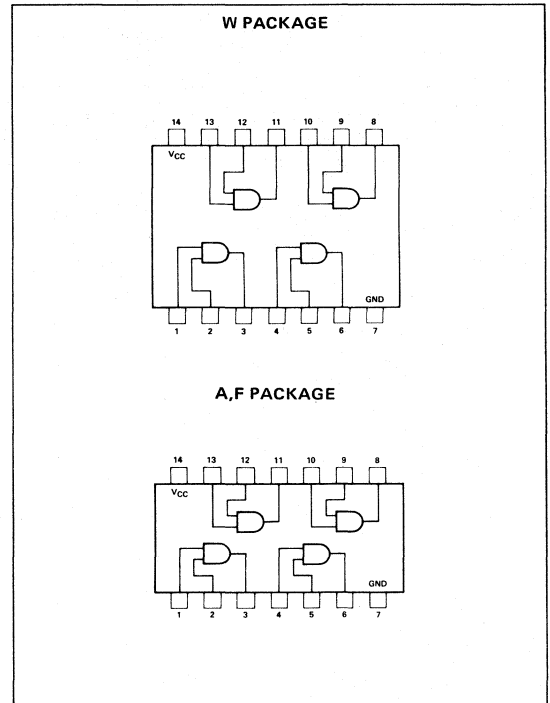 W PACKAGE
14 13 12 11 10 9 8
VCC
GND
1 2 3 4 5 6 7
A,F PACKAGE
14 13 12 11 10 9 8
VCC
GND
1 2 3 4 5 6 7